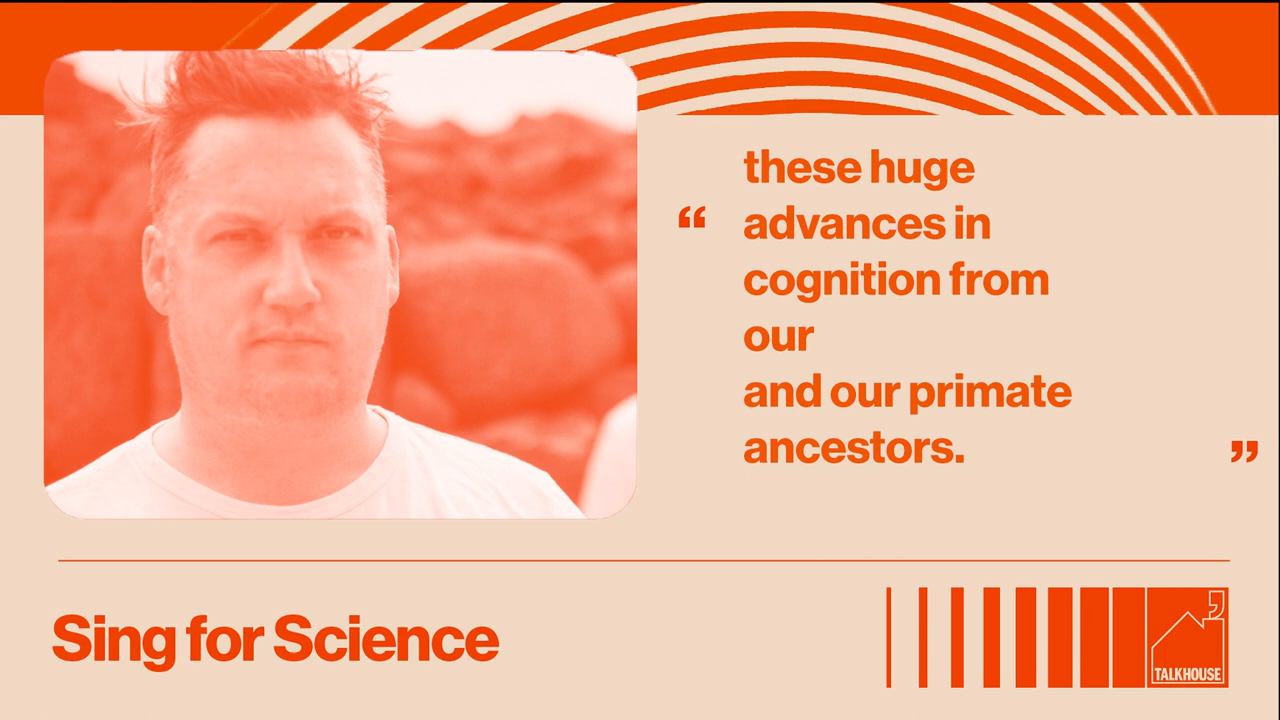 these huge
“ advances in
cognition from
our
and our primate
ancestors. ”
Sing for Science
TALKHOUSE